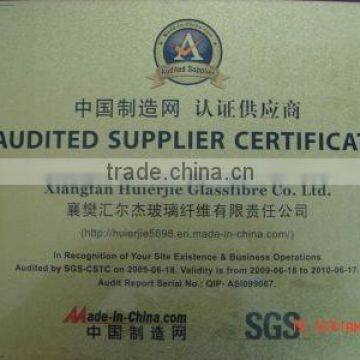 A
Audited Supplier
中国制造网 认证供应商
AUDITED SUPPLIER CERTIFICAT
trade.china.cn
Xiangfan Huierjie Glassfibre Co. Ltd.
襄樊汇尔杰玻璃纤维有限责任公司
(http://huierjie5898.en.made-in-china.com/)
In Recognition of Your Site Existence & Business Operations
Audited by SGS-CSTC on 2009-06-18. Validity is from 2009-06-18 to 2010-06-17.
Audit Report Serial No.: QIP-ASI099067.
Made-in-China.com
中国制造网
SGS